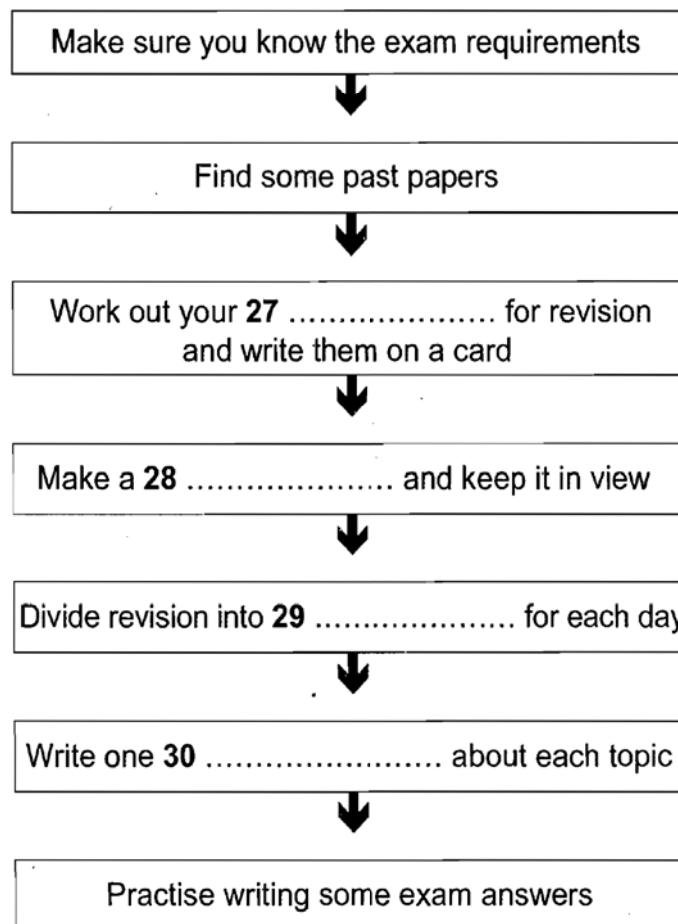 Make sure you know the exam requirements
Find some past papers
Work out your 27 ...................... for revision
and write them on a card
Make a 28 ...................... and keep it in view
Divide revision into 29 ...................... for each day
Write one 30 ......................... about each topic
Practise writing some exam answers